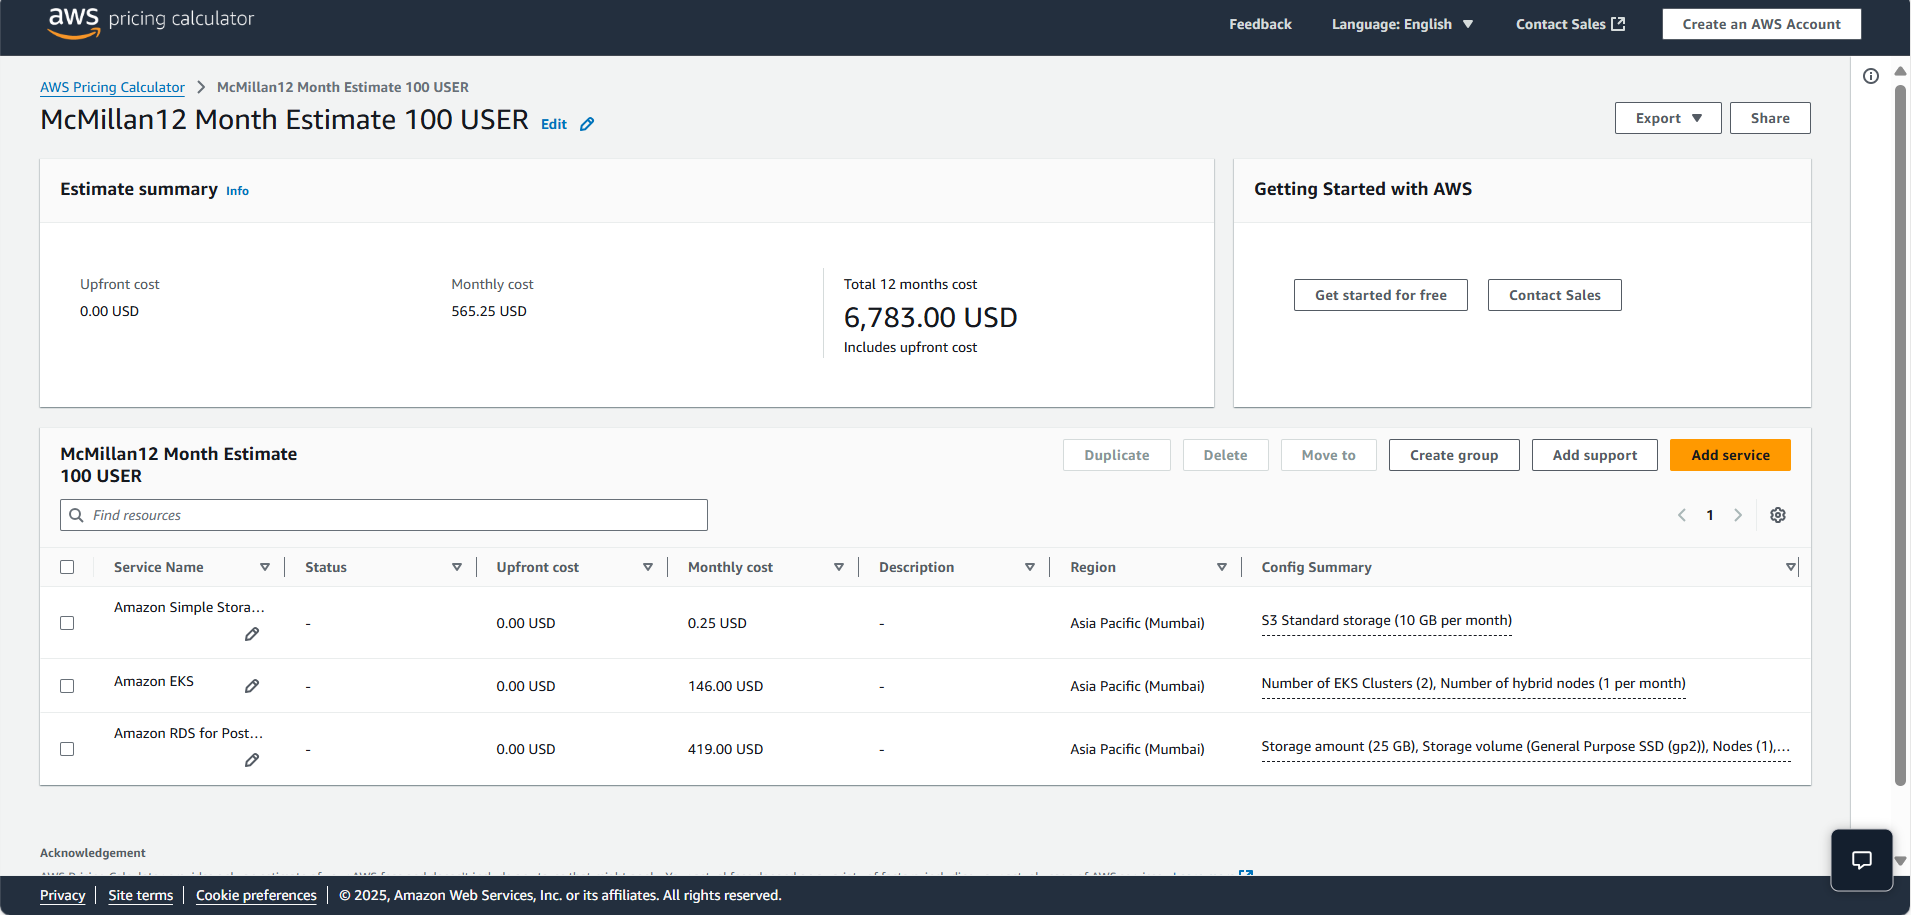 aws pricing calculator
Feedback
Language: English
Contact Sales
Create an AWS Account
AWS Pricing Calculator
McMillan12 Month Estimate 100 USER
McMillan12 Month Estimate 100 USER
Edit
Export
Share
Estimate summary
Info
Upfront cost
0.00 USD
Monthly cost
565.25 USD
Total 12 months cost
6,783.00 USD
Includes upfront cost
Getting Started with AWS
Get started for free
Contact Sales
McMillan12 Month Estimate
100 USER
Duplicate
Delete
Move to
Create group
Add support
Add service
Find resources
1
Service Name
Status
Upfront cost
Monthly cost
Description
Region
Config Summary
Amazon Simple Stora...
-
0.00 USD
0.25 USD
-
Asia Pacific (Mumbai)
S3 Standard storage (10 GB per month)
Amazon EKS
-
0.00 USD
146.00 USD
-
Asia Pacific (Mumbai)
Number of EKS Clusters (2), Number of hybrid nodes (1 per month)
Amazon RDS for Post...
-
0.00 USD
419.00 USD
-
Asia Pacific (Mumbai)
Storage amount (25 GB), Storage volume (General Purpose SSD (gp2)), Nodes (1),...
Acknowledgement
Privacy
Site terms
Cookie preferences
© 2025, Amazon Web Services, Inc. or its affiliates. All rights reserved.